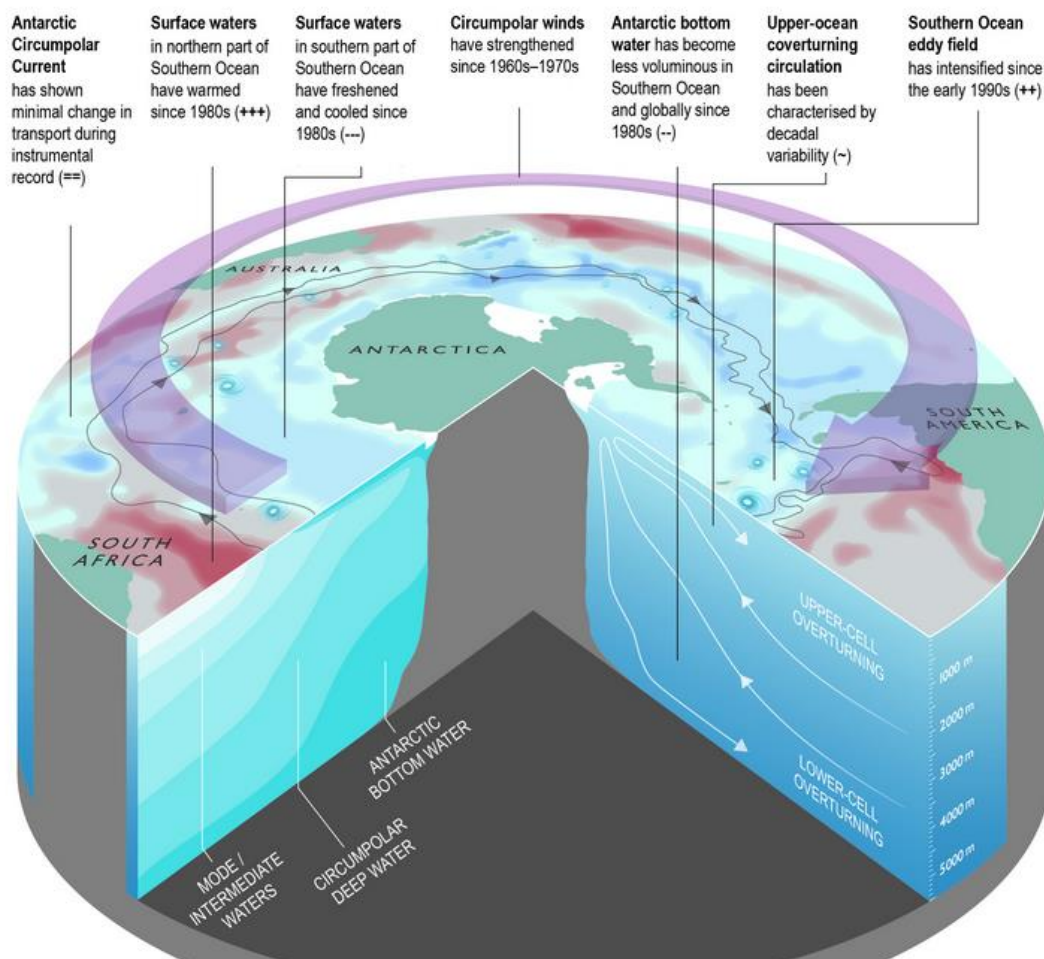 Antarctic
Circumpolar
Current
has shown
minimal change in
transport during
instrumental
record (==)
Surface waters
in northern part of
Southern Ocean
have warmed
since 1980s (+++)
Surface waters
in southern part of
Southern Ocean
have freshened
and cooled since
1980s (---)
Circumpolar winds
have strengthened
since 1960s–1970s
Antarctic bottom
water has become
less voluminous in
Southern Ocean
and globally since
1980s (--)
Upper-ocean
coverturning
circulation
has been
characterised by
decadal
variability (~)
Southern Ocean
eddy field
has intensified since
the early 1990s (++)
AUSTRALIA
ANTARCTICA
SOUTH
AMERICA
SOUTH
AFRICA
UPPER-CELL
OVERTURNING
LOWER-CELL
OVERTURNING
1000 m
2000 m
3000 m
4000 m
5000 m
MODE /
INTERMEDIATE
WATERS
CIRCUMPOLAR
DEEP WATER
ANTARCTIC
BOTTOM WATER